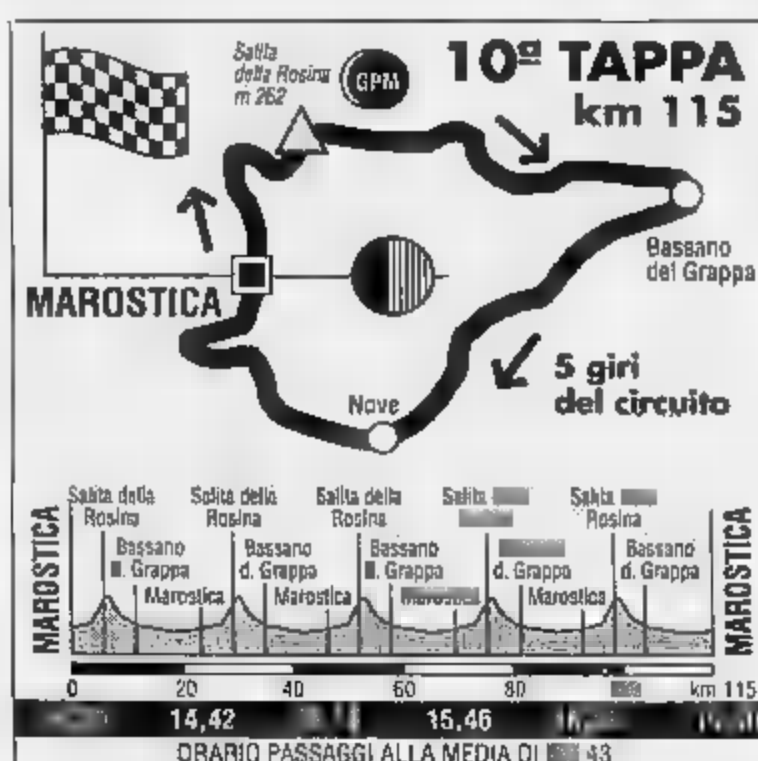 10ª TAPPA
km 115
Salita
della Rosina
m 262
GPM
Bassano
del Grappa
MAROSTICA
5 giri
del circuito
Nove
Salita della Rosina
Salita della Rosina
Salita della Rosina
Salita
Salita Rosina
Bassano Grappa
Bassano d. Grappa
Bassano Grappa
d. Grappa
Bassano d. Grappa
Marostica
Marostica
Marostica
MAROSTICA
MAROSTICA
0 20 40 60 80 km 115
14,42 15,46
ORARIO PASSAGGI ALLA MEDIA DI 43